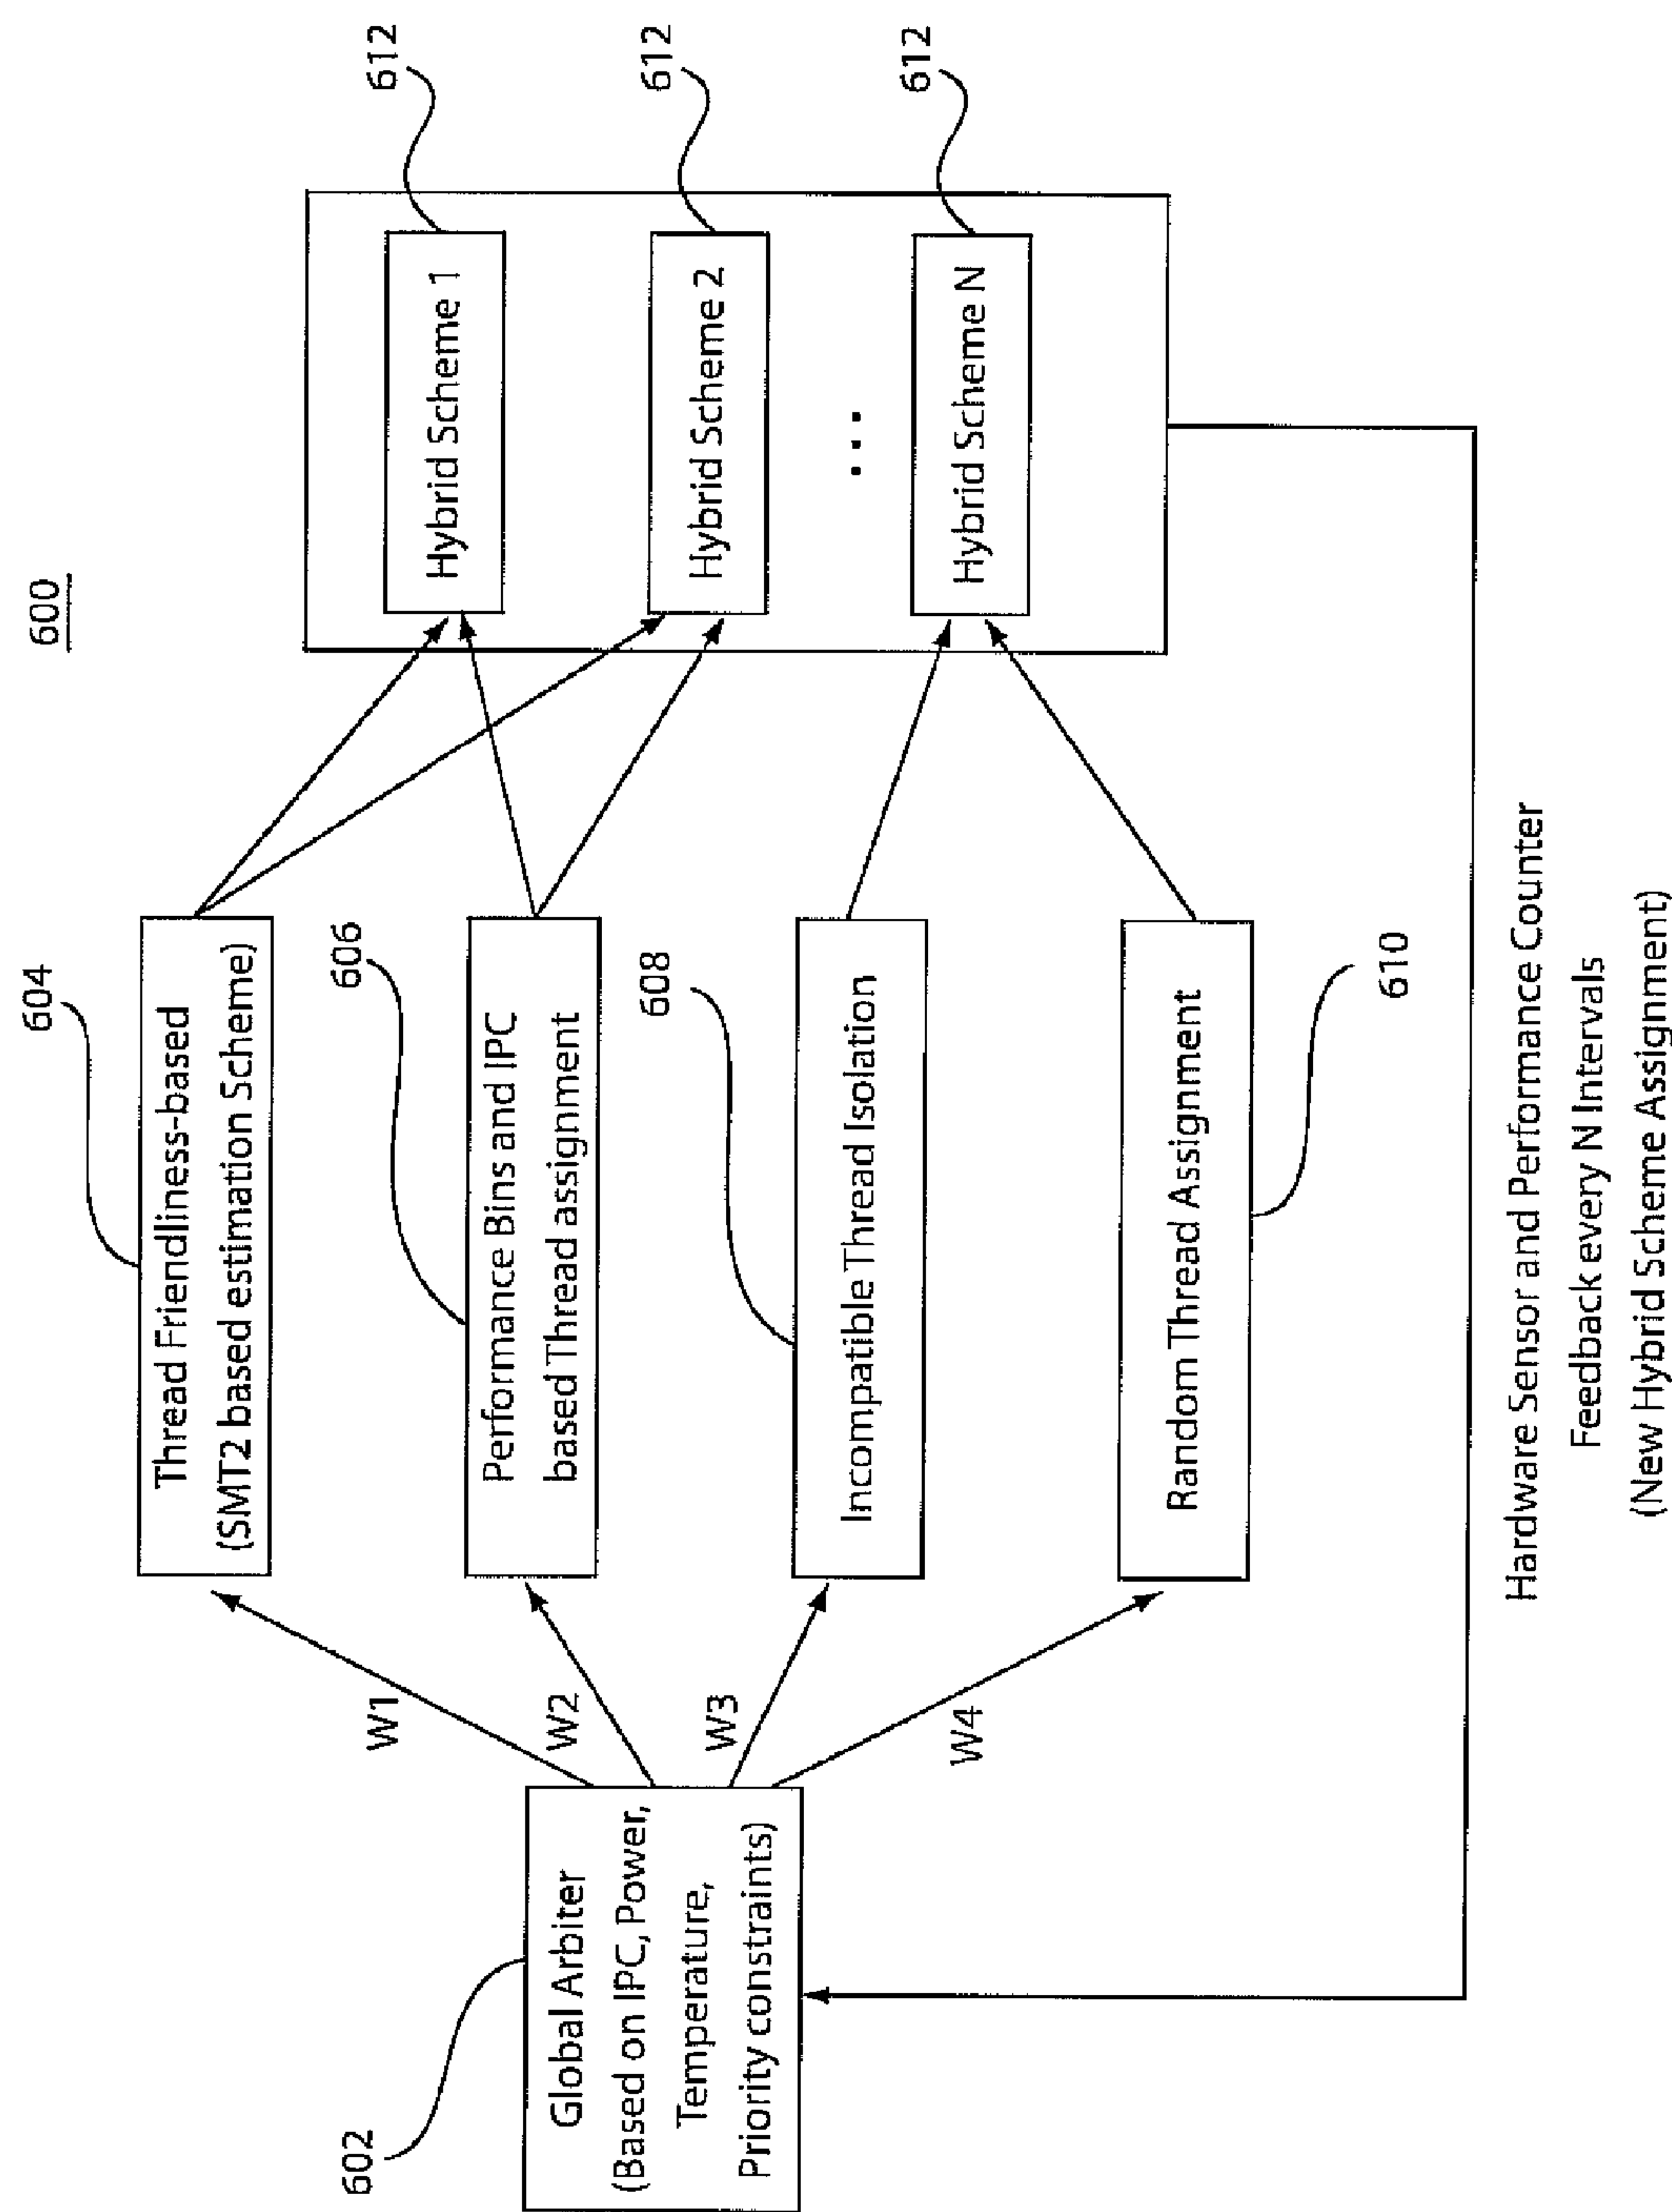 600
602
Global Arbiter
(Based on IPC, Power,
Temperature,
Priority constraints)
W1
W2
W3
W4
604
Thread Friendliness-based
(SMT2 based estimation Scheme)
606
Performance Bins and IPC
based Thread assignment
608
Incompatible Thread Isolation
610
Random Thread Assignment
612
Hybrid Scheme 1
612
Hybrid Scheme 2
...
612
Hybrid Scheme N
Hardware Sensor and Performance Counter
Feedback every N Intervals
(New Hybrid Scheme Assignment)